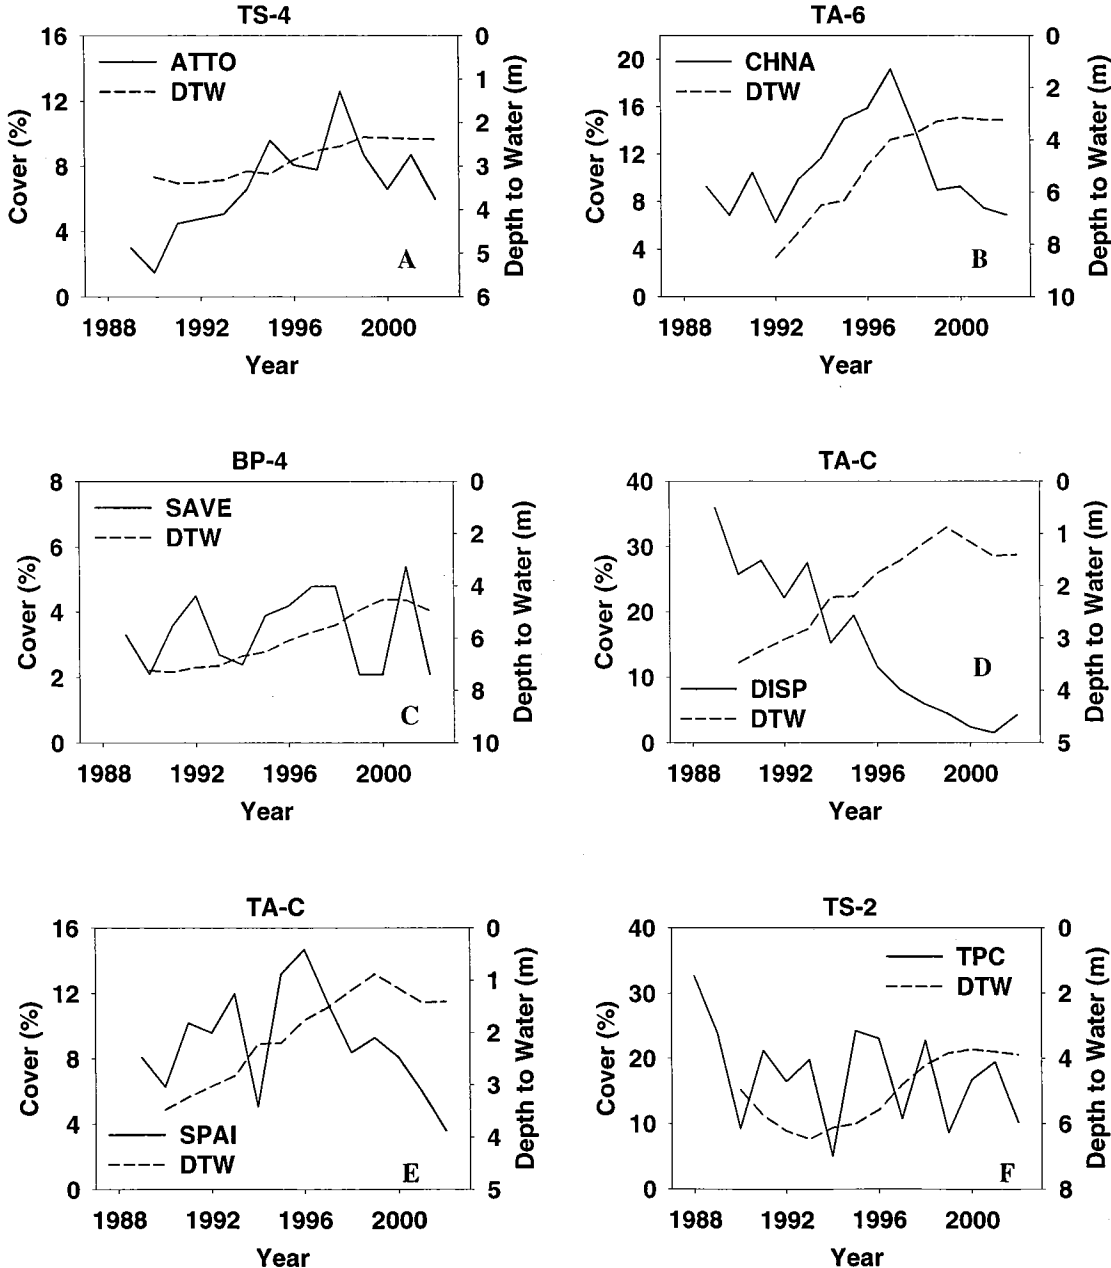 TS-4
16
12
8
4
0
Cover (%)
ATTO
DTW
A
0
1
2
3
4
5
6
Depth to Water (m)
1988 1992 1996 2000
Year
TA-6
20
16
12
8
4
0
Cover (%)
CHNA
DTW
B
0
2
4
6
8
10
Depth to Water (m)
1988 1992 1996 2000
Year
BP-4
8
6
4
2
0
Cover (%)
SAVE
DTW
C
0
2
4
6
8
10
Depth to Water (m)
1988 1992 1996 2000
Year
TA-C
40
30
20
10
0
Cover (%)
DISP
DTW
D
0
1
2
3
4
5
Depth to Water (m)
1988 1992 1996 2000
Year
TA-C
16
12
8
4
0
Cover (%)
SPAI
DTW
E
0
1
2
3
4
5
Depth to Water (m)
1988 1992 1996 2000
Year
TS-2
40
30
20
10
0
Cover (%)
TPC
DTW
F
0
2
4
6
8
Depth to Water (m)
1988 1992 1996 2000
Year